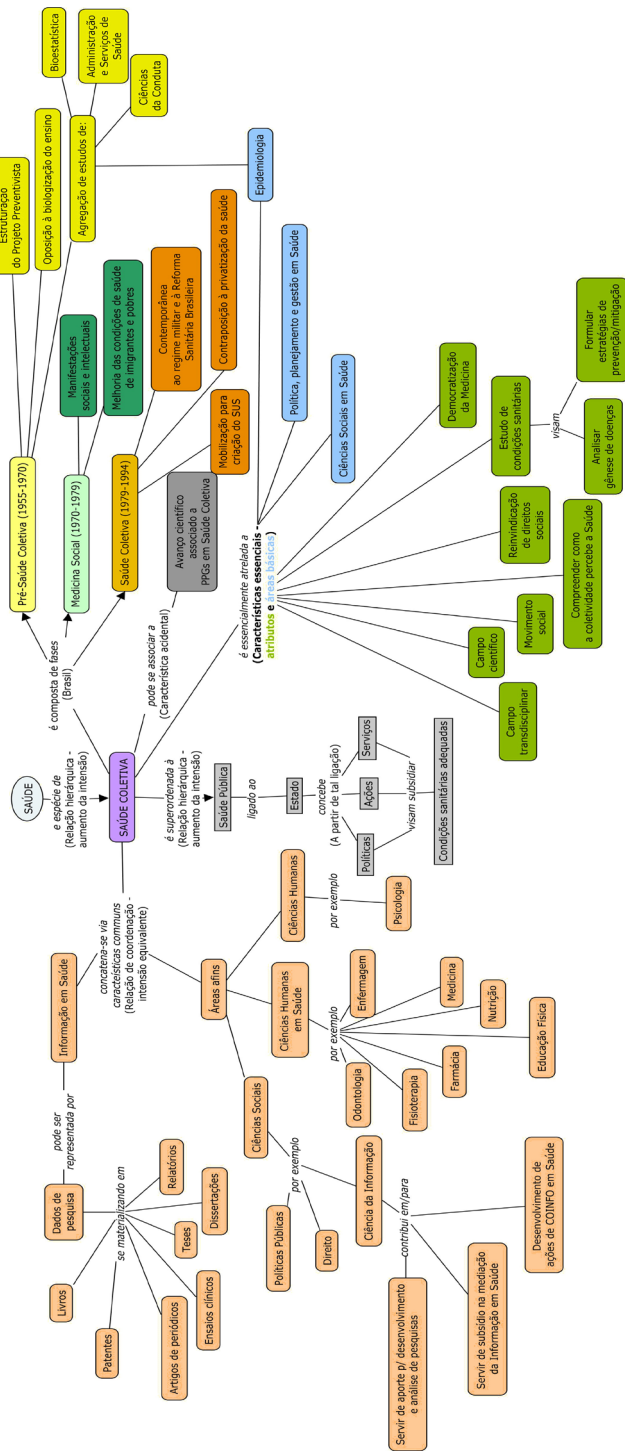 SAÚDE
e espécie de
(Relação hierárquica -
aumento da intensão)
SAÚDE COLETIVA
é composta de fases
(Brasil)
Pré-Saúde Coletiva (1955-1970)
Estruturação
do Projeto Preventivista
Oposição à biologização do ensino
Agregação de estudos de:
Bioestatística
Administração
e Serviços de
Saúde
Ciências
da Conduta
Epidemiologia
Medicina Social (1970-1979)
Manifestações
sociais e intelectuais
Melhoria das condições de saúde
de imigrantes e pobres
Saúde Coletiva (1979-1994)
Contemporânea
ao regime militar e à Reforma
Sanitária Brasileira
Contraposição à privatização da saúde
Mobilização para
criação do SUS
pode se associar a
(Característica acidental)
Avanço científico
associado a
PPGs em Saúde Coletiva
é essencialmente atrelada a
(Características essenciais -
atributos e áreas básicas)
Política, planejamento e gestão em Saúde
Ciências Sociais em Saúde
Democratização
da Medicina
Estudo de
condições sanitárias
visam
Formular
estratégias de
prevenção/mitigação
Analisar
gênese de doenças
Reinvindicação
de direitos
sociais
Compreender como
a coletividade percebe a Saúde
Movimento
social
Campo
científico
Campo
transdisciplinar
é superordenada à
(Relação hierárquica -
aumento da intensão)
Saúde Pública
ligado ao
Estado
concebe
(A partir de tal ligação)
Políticas
Ações
Serviços
visam subsidiar
Condições sanitárias adequadas
concatena-se via
características comuns
(Relação de coordenação -
intensão equivalente)
Informação em Saúde
pode ser
representada por
Dados de
pesquisa
se materializando em
Livros
Patentes
Artigos de periódicos
Ensaios clínicos
Teses
Dissertações
Relatórios
Áreas afins
Ciências Sociais
por exemplo
Políticas Públicas
Direito
Ciência da Informação
contribui em/para
Servir de aporte p/ desenvolvimento
e análise de pesquisas
Servir de subsídio na mediação
da Informação em Saúde
Desenvolvimento de
ações de COINFO em Saúde
Ciências Humanas
em Saúde
por exemplo
Odontologia
Fisioterapia
Farmácia
Educação Física
Nutrição
Medicina
Enfermagem
Ciências Humanas
por exemplo
Psicologia